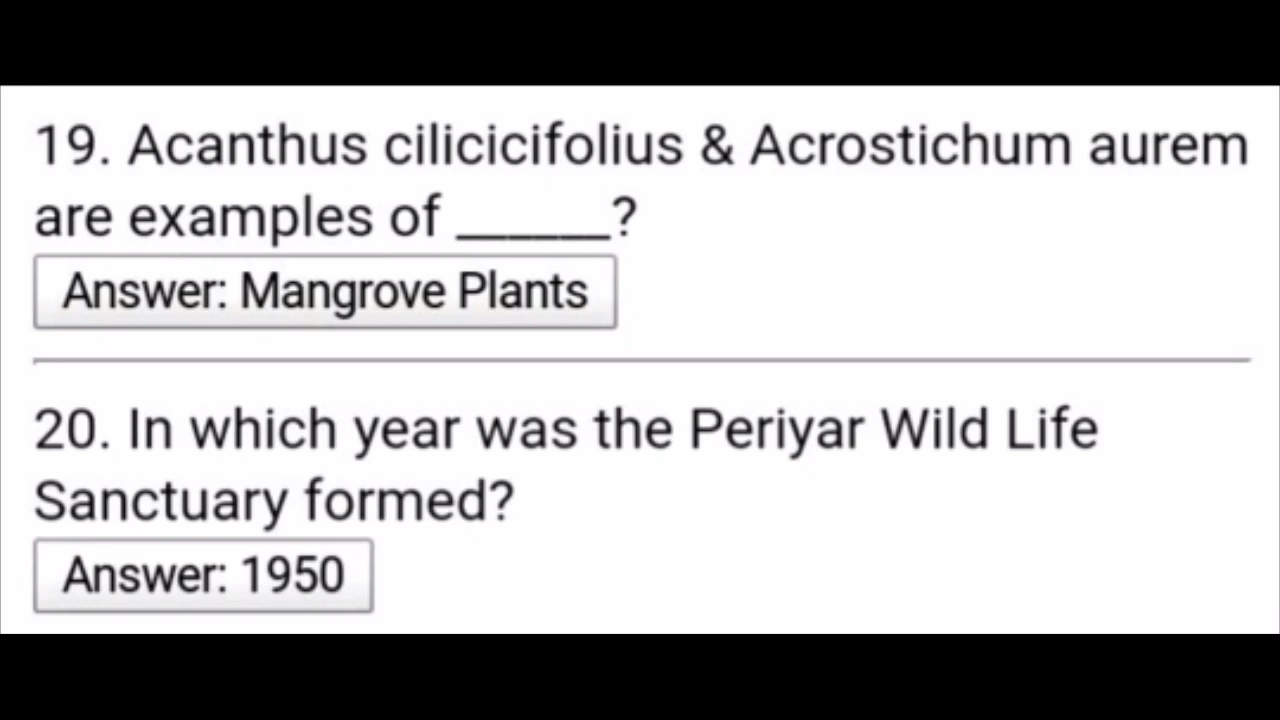 19. Acanthus cilicicifolius & Acrostichum aurem
are examples of ______?
Answer: Mangrove Plants
20. In which year was the Periyar Wild Life
Sanctuary formed?
Answer: 1950